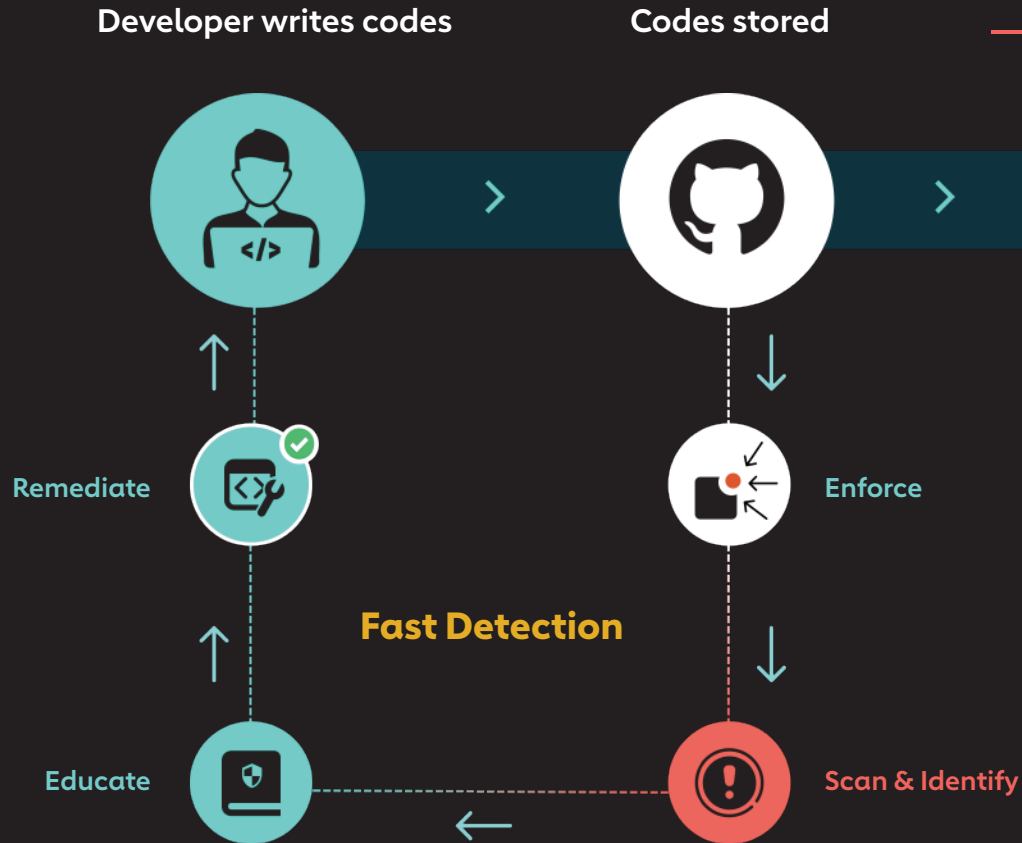 Developer writes codes
Codes stored
</>
Remediate
Enforce
Fast Detection
Educate
Scan & Identify